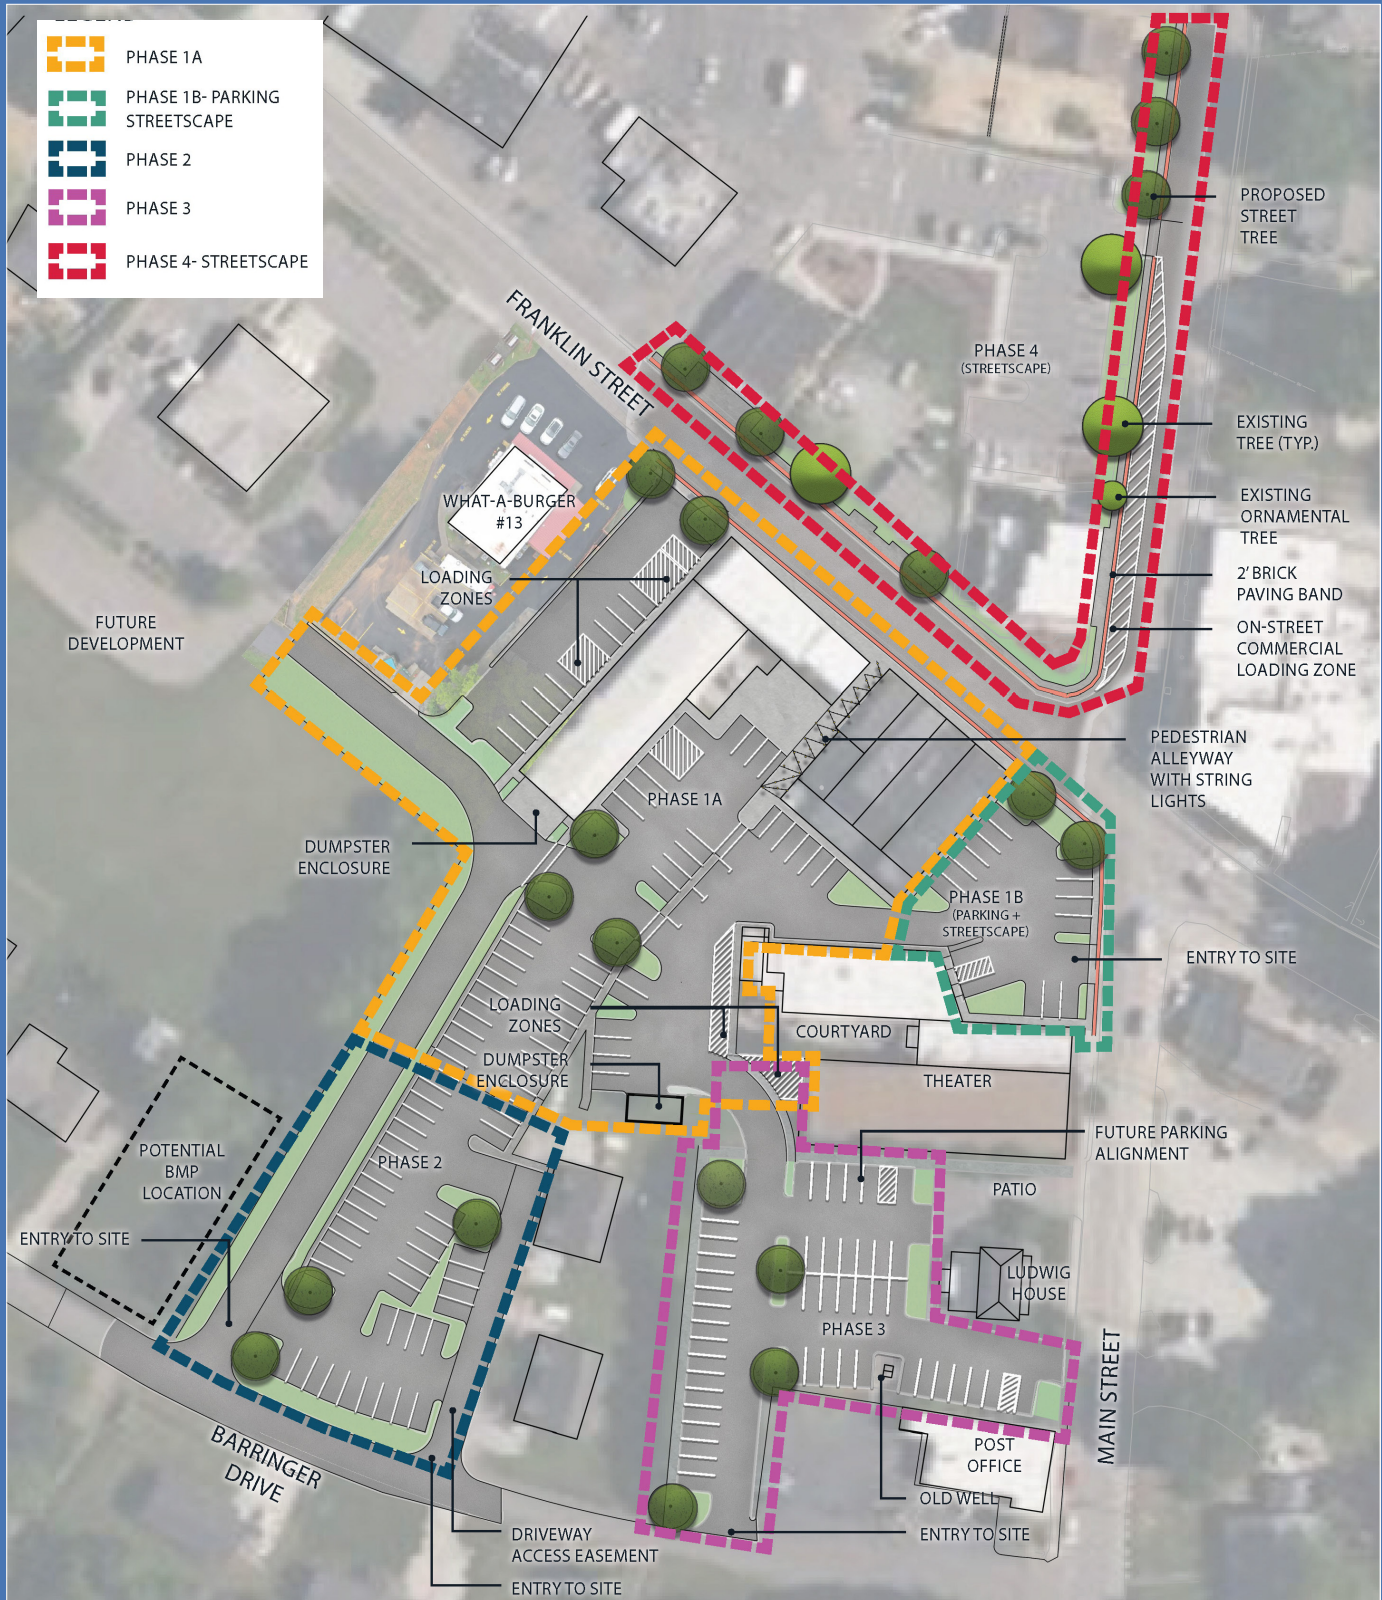 LEGEND
PHASE 1A
PHASE 1B- PARKING
STREETSCAPE
PHASE 2
PHASE 3
PHASE 4- STREETSCAPE
PROPOSED
STREET
TREE
FRANKLIN STREET
PHASE 4
(STREETSCAPE)
EXISTING
TREE (TYP.)
WHAT-A-BURGER
#13
EXISTING
ORNAMENTAL
TREE
LOADING
ZONES
2' BRICK
PAVING BAND
FUTURE
DEVELOPMENT
ON-STREET
COMMERCIAL
LOADING ZONE
PEDESTRIAN
ALLEYWAY
WITH STRING
LIGHTS
PHASE 1A
DUMPSTER
ENCLOSURE
PHASE 1B
(PARKING +
STREETSCAPE)
ENTRY TO SITE
LOADING
ZONES
COURTYARD
DUMPSTER
ENCLOSURE
THEATER
FUTURE PARKING
ALIGNMENT
POTENTIAL
BMP
LOCATION
PHASE 2
PATIO
ENTRY TO SITE
LUDWIG
HOUSE
PHASE 3
MAIN STREET
BARRINGER
DRIVE
POST
OFFICE
OLD WELL
DRIVEWAY
ACCESS EASEMENT
ENTRY TO SITE
ENTRY TO SITE